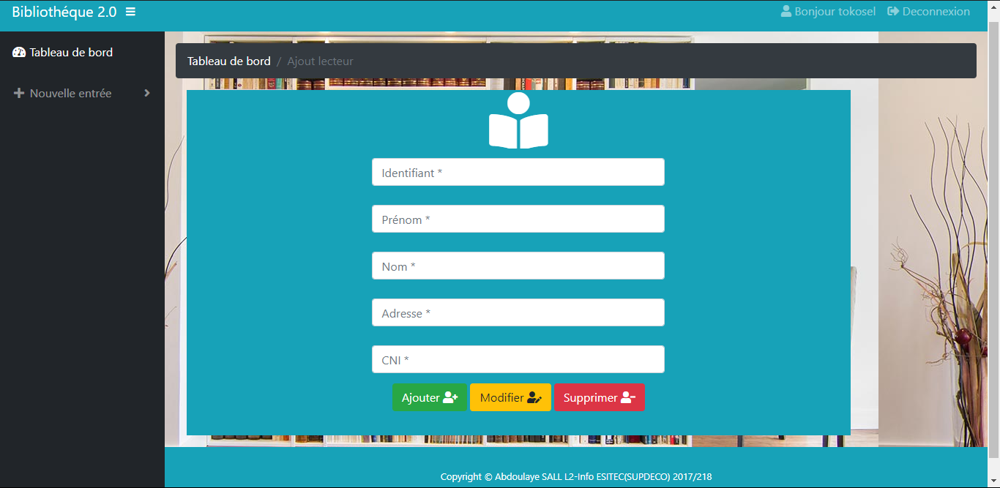 Bibliothéque 2.0
Bonjour tokosel Deconnexion
Tableau de bord
Nouvelle entrée
Tableau de bord / Ajout lecteur
Identifiant *
Prénom *
Nom *
Adresse *
CNI *
Ajouter Modifier Supprimer
Copyright © Abdoulaye SALL L2-Info ESITEC(SUPDECO) 2017/218